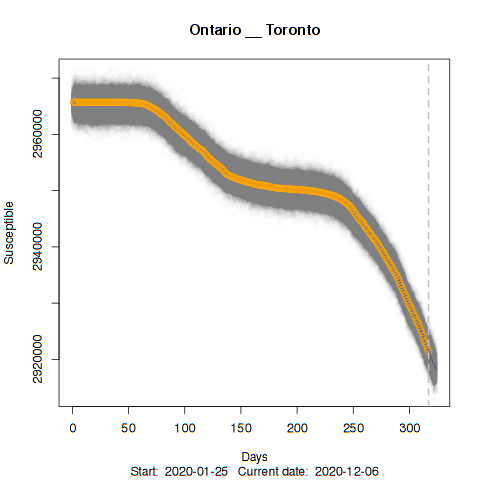 Ontario __ Toronto
Susceptible
2960000
2940000
2920000
0 50 100 150 200 250 300
Days
Start: 2020-01-25 Current date: 2020-12-06